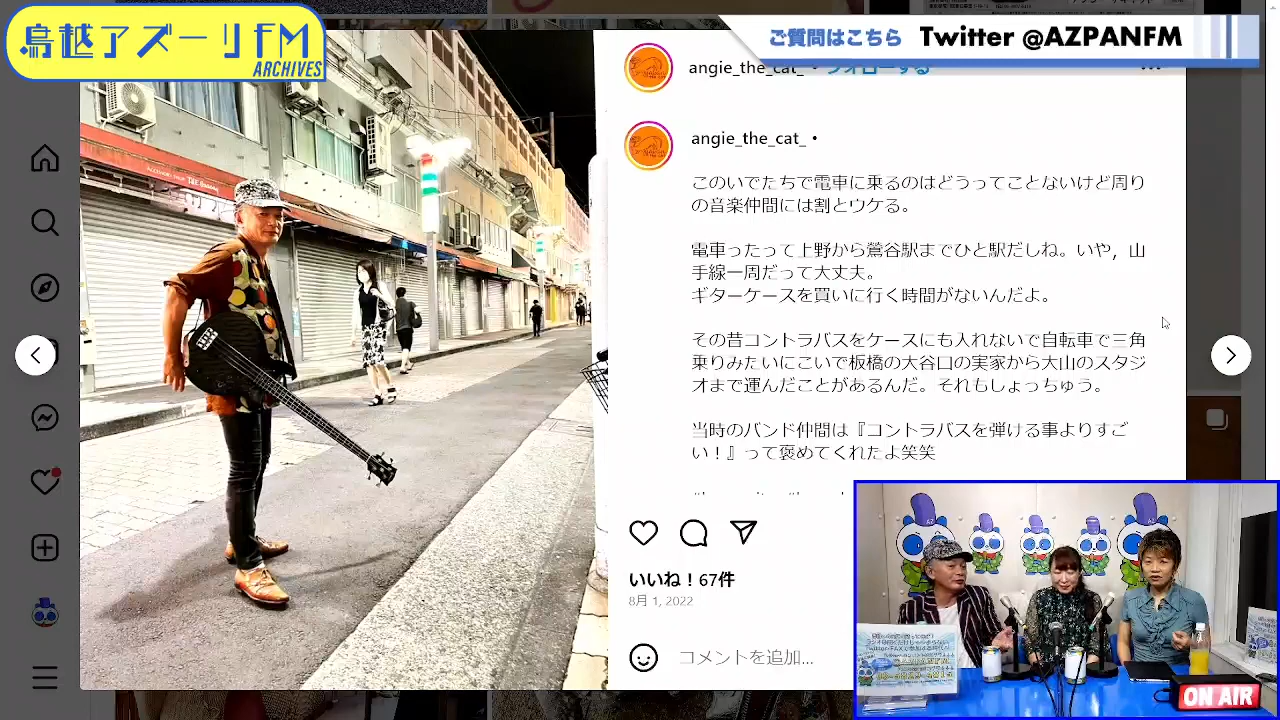 鳥越アズーリFM
ARCHIVES
ご質問はこちら Twitter @AZPANFM
angie_the_cat_ • フォローする
angie_the_cat_ •
このいでたちで電車に乗るのはどうってことないけど周り
の音楽仲間には割とウケる。
電車ったって上野から鶯谷駅までひと駅だしね。いや，山
手線一周だって大丈夫。
ギターケースを買いに行く時間がないんだよ。
その昔コントラバスをケースにも入れないで自転車で三角
乗りみたいにこいで板橋の大谷口の実家から大山のスタジ
オまで運んだことがあるんだ。それもしょっちゅう。
当時のバンド仲間は『コントラバスを弾ける事よりすご
い！』って褒めてくれたよ笑笑
いいね！67件
8月 1, 2022
コメントを追加...
ON AIR